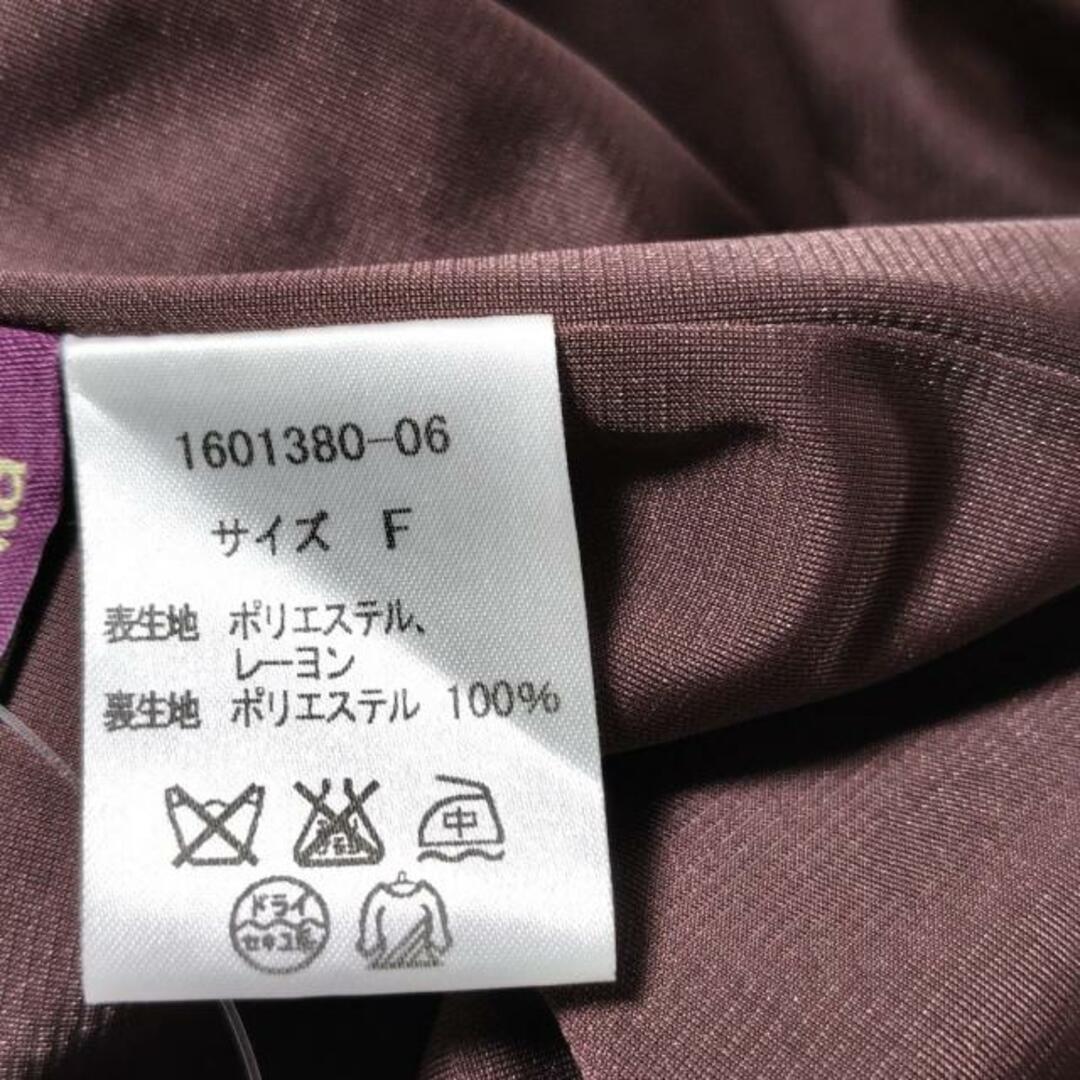 1601380-06
サイズ F
表生地 ポリエステル、
レーヨン
裏生地 ポリエステル 100%
中
ドライ
セキユ系